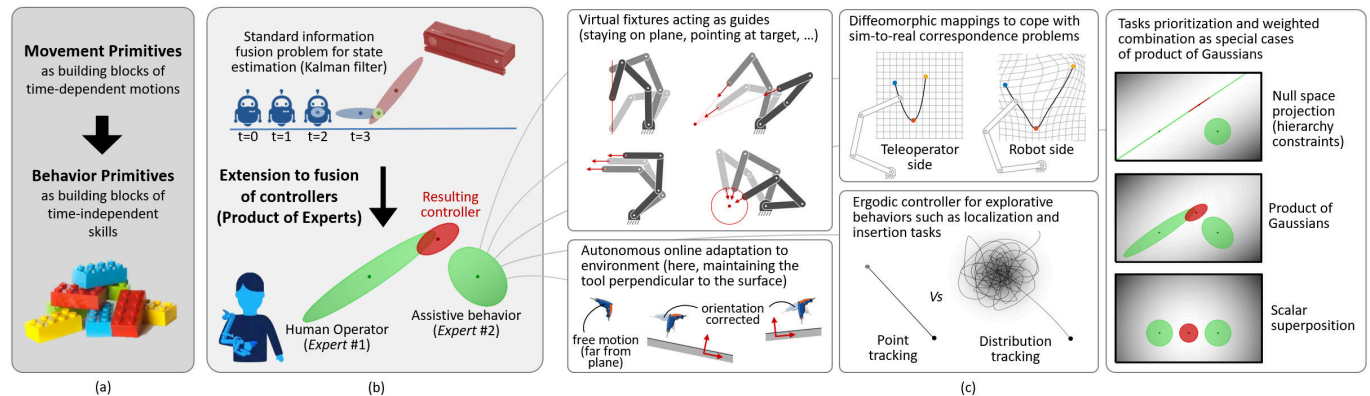 Movement Primitives
as building blocks of
time-dependent motions
Behavior Primitives
as building blocks of
time-independent
skills
(a)
Standard information
fusion problem for state
estimation (Kalman filter)
t=0
t=1
t=2
t=3
Extension to fusion
of controllers
(Product of Experts)
Resulting
controller
Human Operator
(Expert #1)
Assistive behavior
(Expert #2)
(b)
Virtual fixtures acting as guides
(staying on plane, pointing at target, ...)
Autonomous online adaptation to
environment (here, maintaining the
tool perpendicular to the surface)
free motion
(far from
plane)
orientation
corrected
Diffeomorphic mappings to cope with
sim-to-real correspondence problems
Teleoperator
side
Robot side
Ergodic controller for explorative
behaviors such as localization and
insertion tasks
Vs
Point
tracking
Distribution
tracking
Tasks prioritization and weighted
combination as special cases
of product of Gaussians
Null space
projection
(hierarchy
constraints)
Product of
Gaussians
Scalar
superposition
(c)